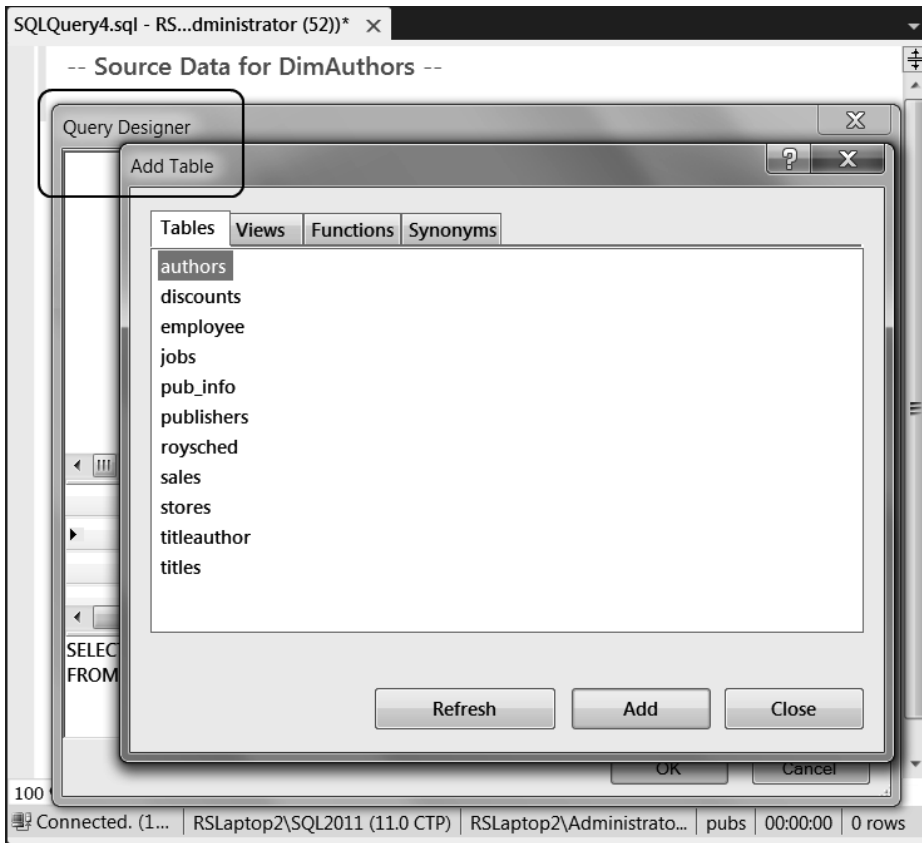 SQLQuery4.sql - RS...dministrator (52))* ×
-- Source Data for DimAuthors --
Query Designer
Add Table
Tables Views Functions Synonyms
authors
discounts
employee
jobs
pub_info
publishers
roysched
sales
stores
titleauthor
titles
SELEC
FROM
Refresh Add Close
OK Cancel
100
Connected. (1... RSLaptop2\SQL2011 (11.0 CTP) RSLaptop2\Administrato... pubs 00:00:00 0 rows